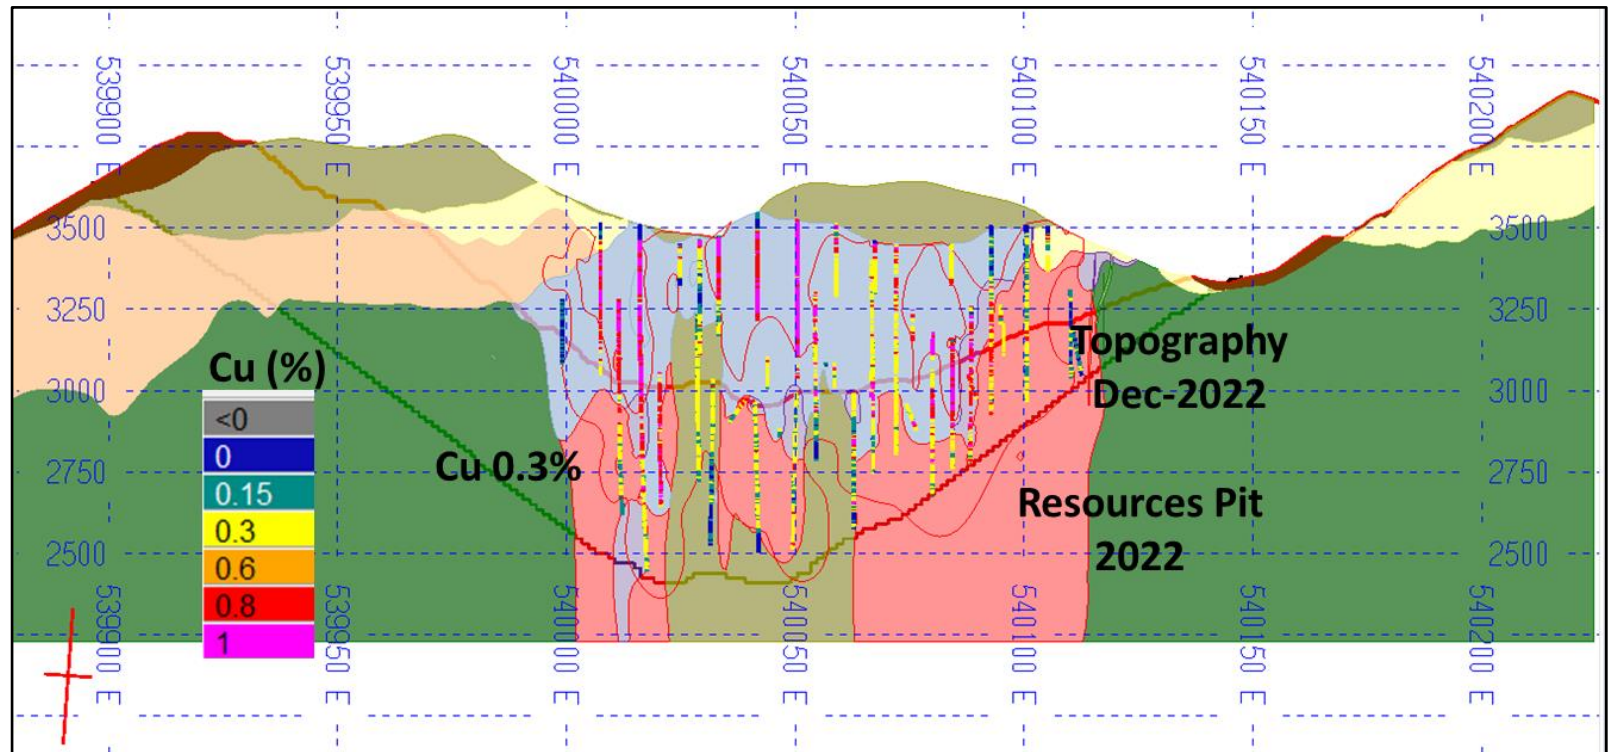 539900 E
539950 E
540000 E
540050 E
540100 E
540150 E
540200 E
3500
3500
3250
3250
Topography
Dec-2022
Cu (%)
3000
3000
<0
0
0.15
0.3
0.6
0.8
1
Cu 0.3%
2750
2750
Resources Pit
2022
2500
2500
539900 E
539950 E
540000 E
540050 E
540100 E
540150 E
540200 E